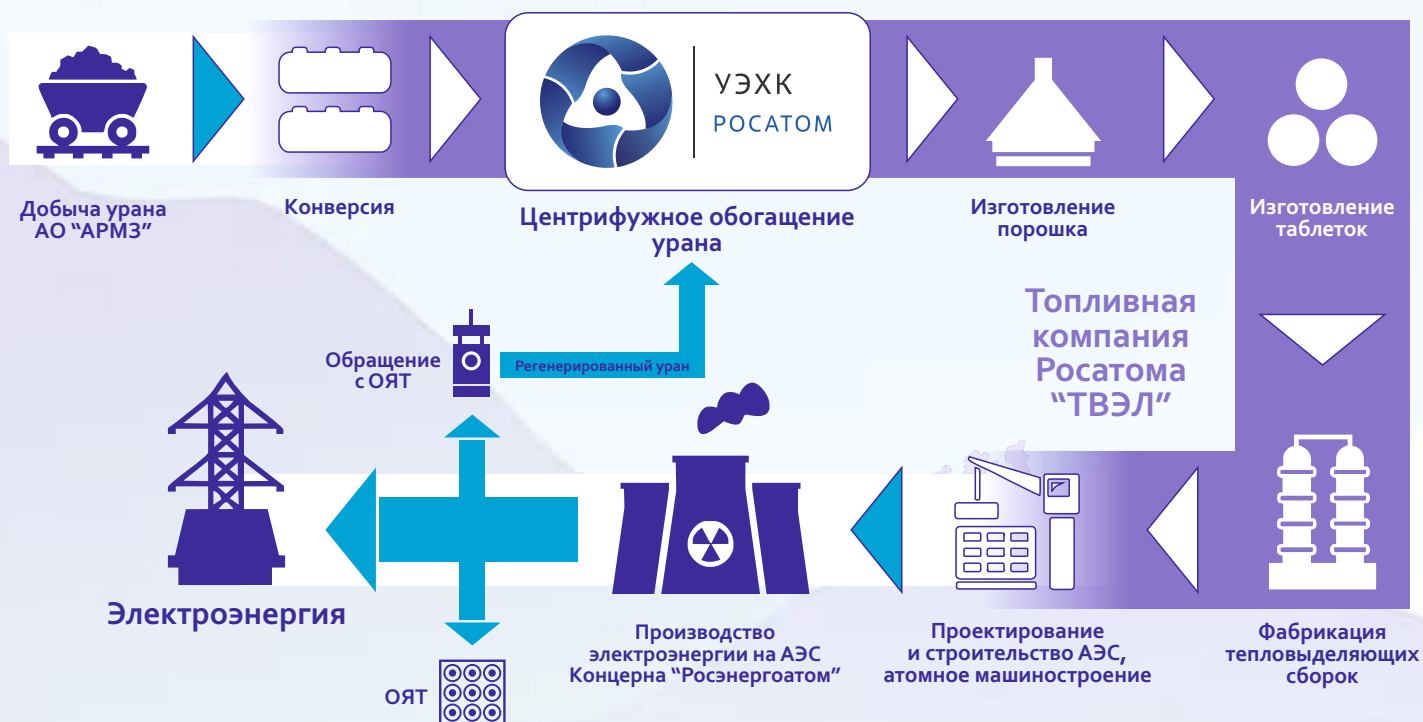 УЭХК
РОСАТОМ
Добыча урана
АО “АРМЗ”
Конверсия
Центрифужное обогащение
урана
Изготовление
порошка
Изготовление
таблеток
Топливная
компания
Росатома
“ТВЭЛ”
Обращение
с ОЯТ
Регенерированный уран
Электроэнергия
ОЯТ
Производство
электроэнергии на АЭС
Концерна “Росэнергоатом”
Проектирование
и строительство АЭС,
атомное машиностроение
Фабрикация
тепловыделяющих
сборок